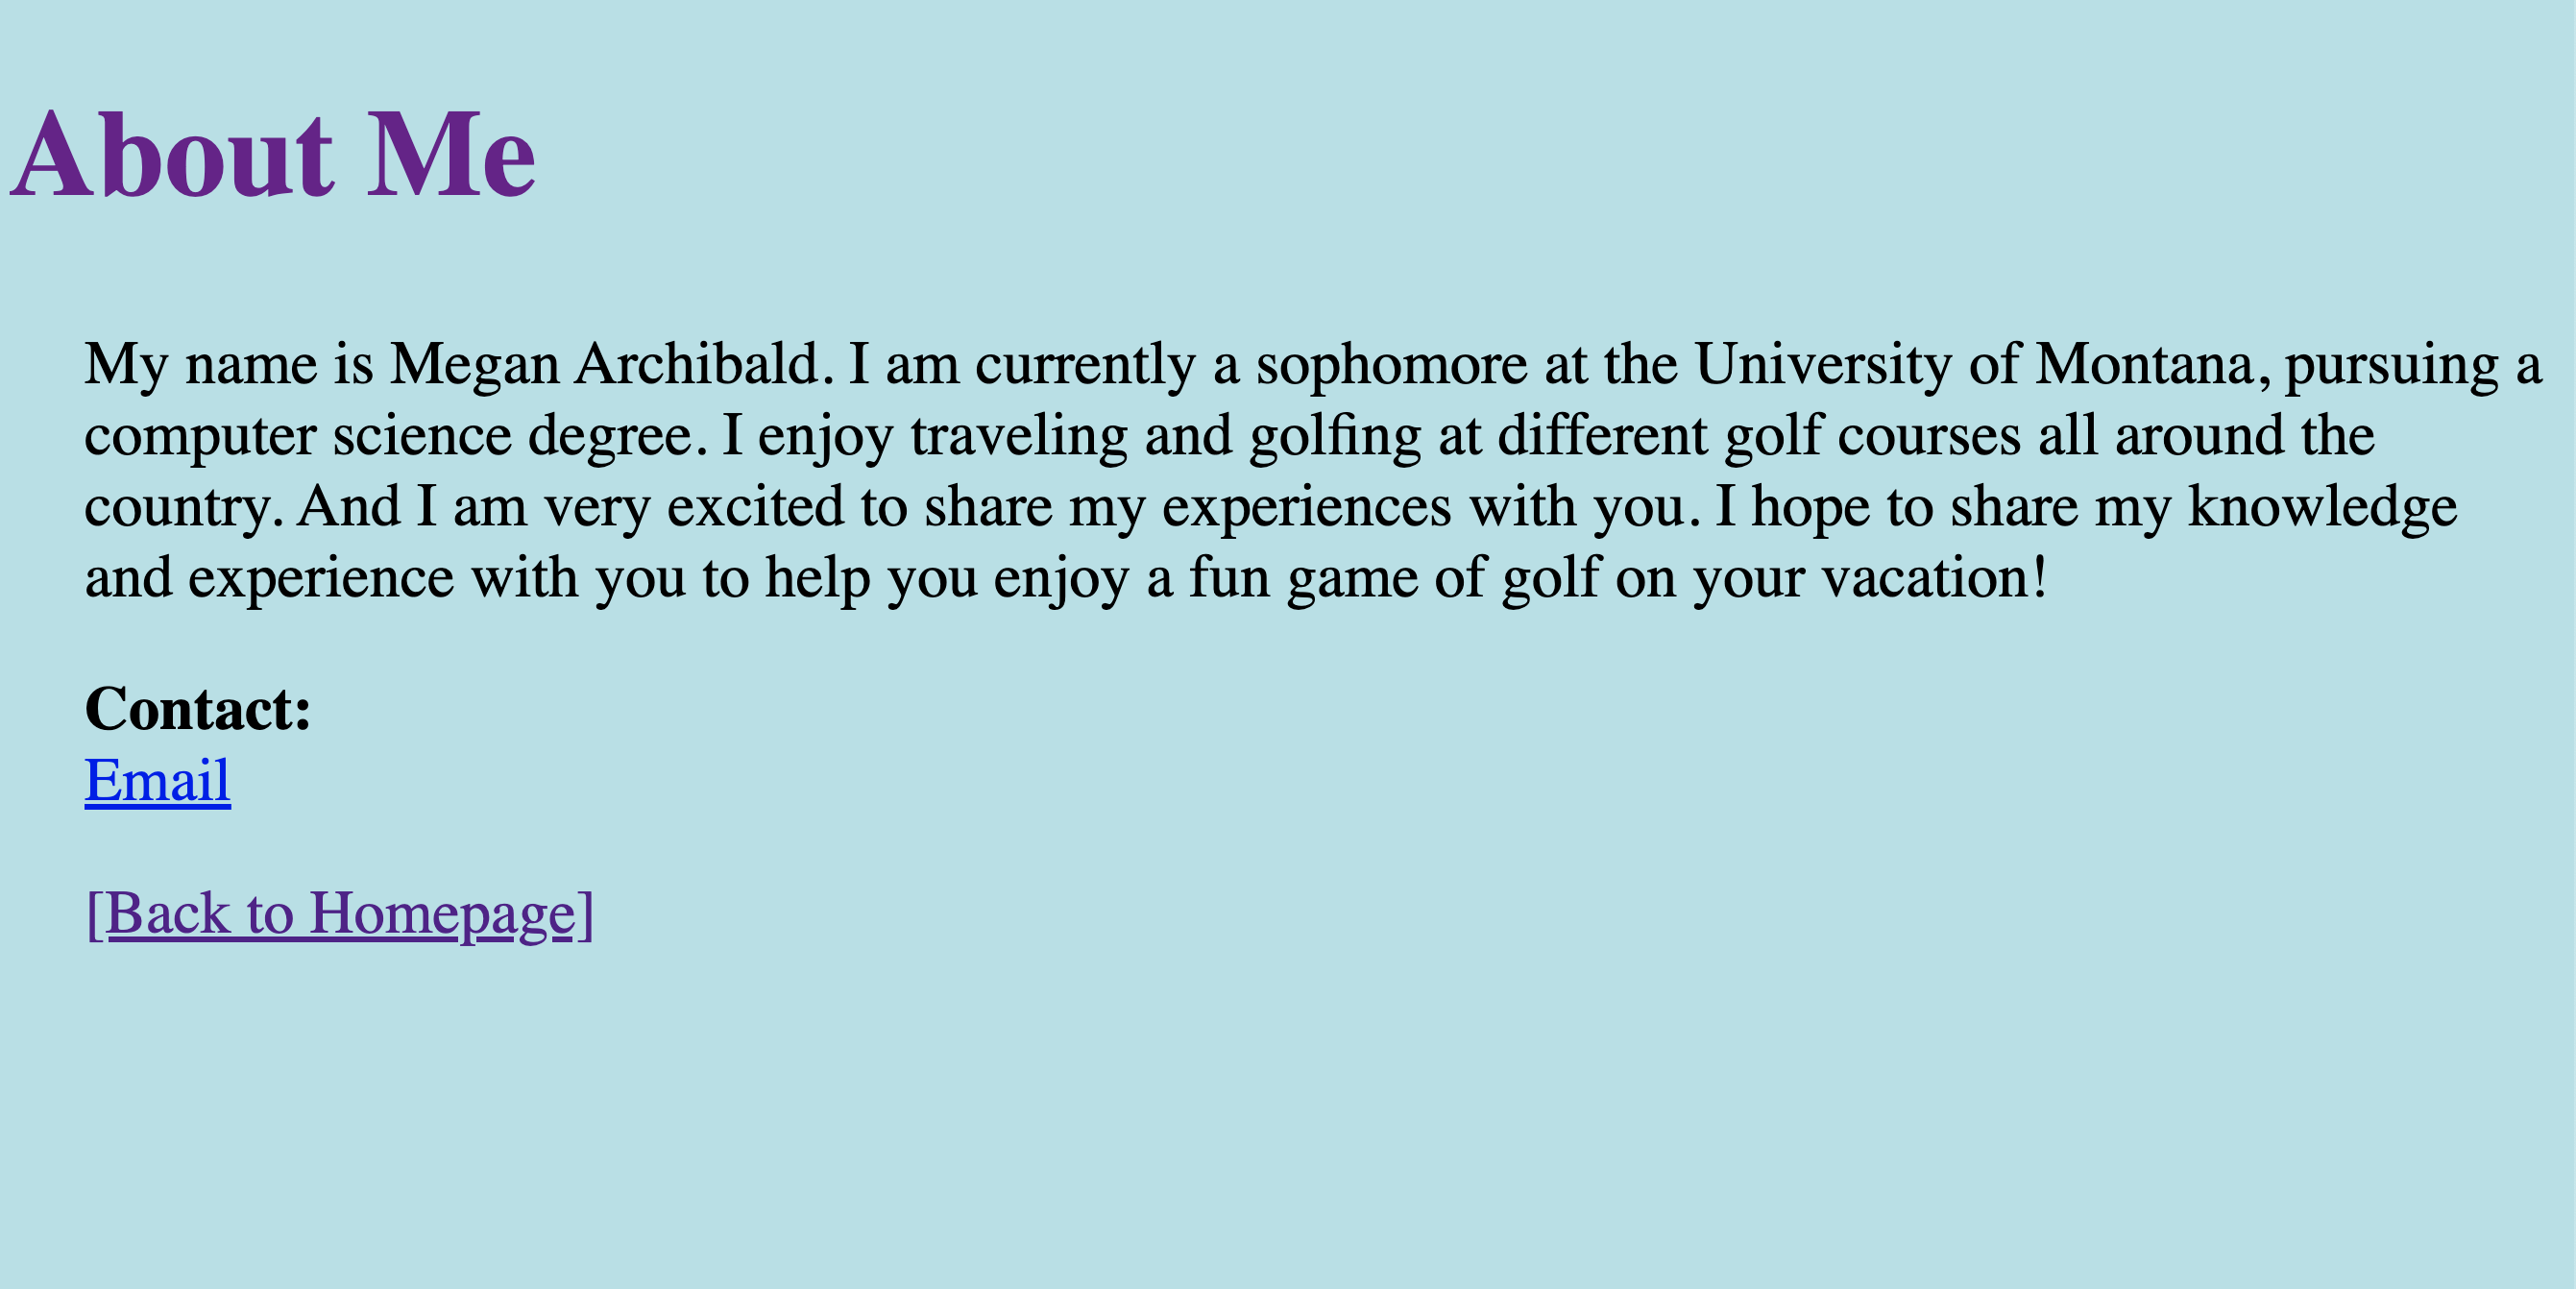 About Me
My name is Megan Archibald. I am currently a sophomore at the University of Montana, pursuing a
computer science degree. I enjoy traveling and golfing at different golf courses all around the
country. And I am very excited to share my experiences with you. I hope to share my knowledge
and experience with you to help you enjoy a fun game of golf on your vacation!
Contact:
Email
[Back to Homepage]